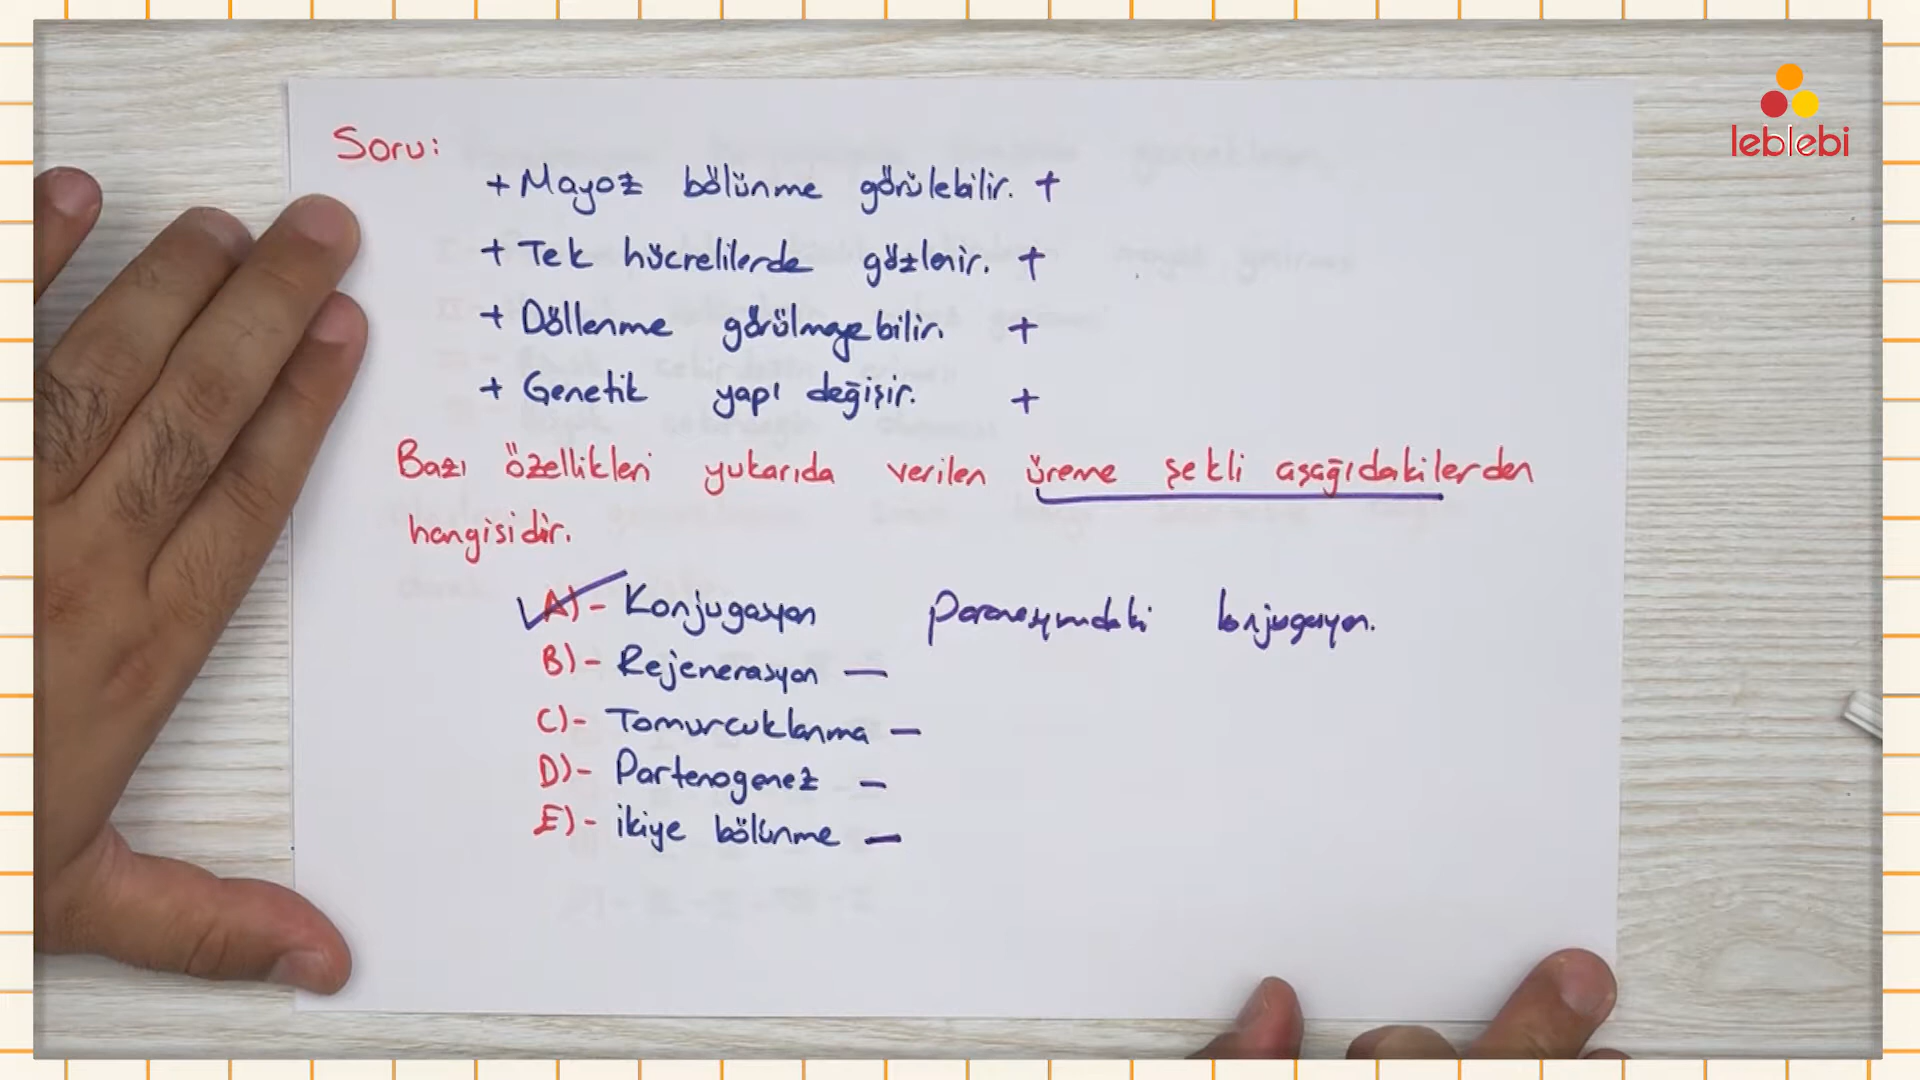 leblebi
Soru:
+ Mayoz bölünme görülebilir. +
+ Tek hücrelilerde gözlenir. +
+ Döllenme görülmeyebilir. +
+ Genetik yapı değişir. +
Bazı özellikleri yukarıda verilen üreme şekli aşağıdakilerden
hangisidir.
A)- Konjugasyon Paramesyumdaki konjugasyon.
B)- Rejenerasyon —
C)- Tomurcuklanma —
D)- Partenogenez —
E)- ikiye bölünme —